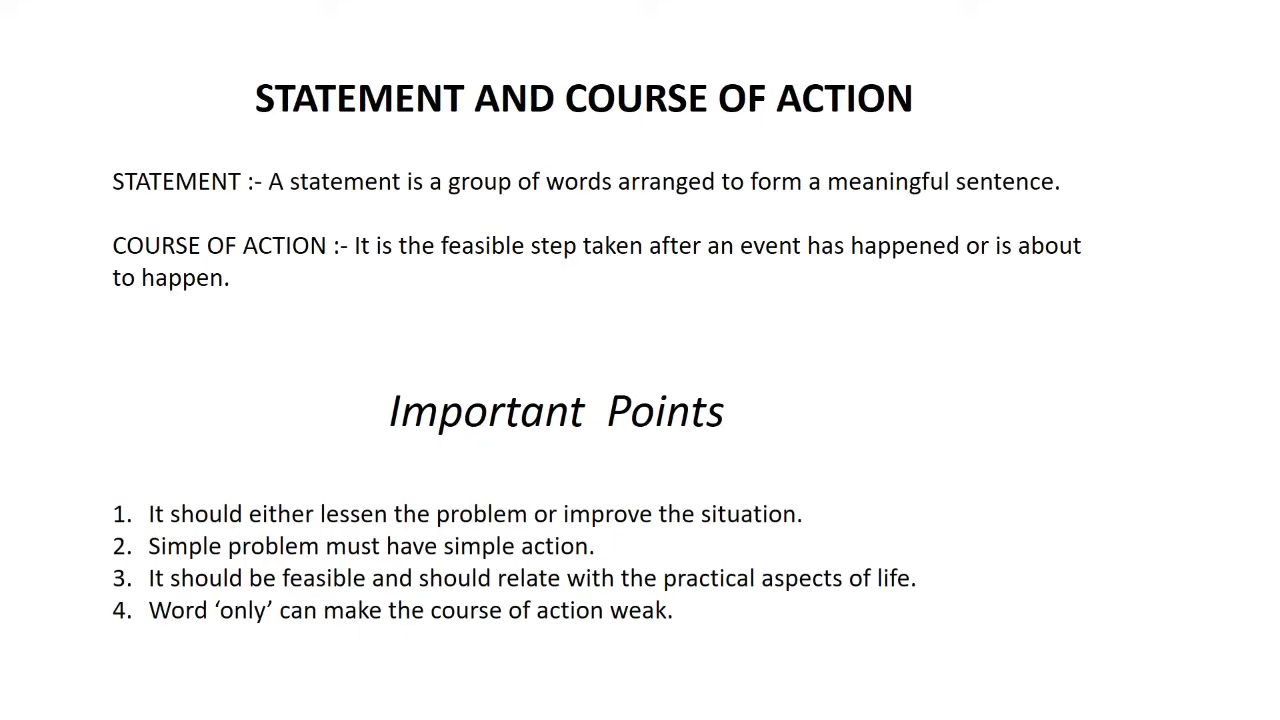 STATEMENT AND COURSE OF ACTION
STATEMENT :- A statement is a group of words arranged to form a meaningful sentence.
COURSE OF ACTION :- It is the feasible step taken after an event has happened or is about
to happen.
Important Points
1. It should either lessen the problem or improve the situation.
2. Simple problem must have simple action.
3. It should be feasible and should relate with the practical aspects of life.
4. Word ‘only’ can make the course of action weak.